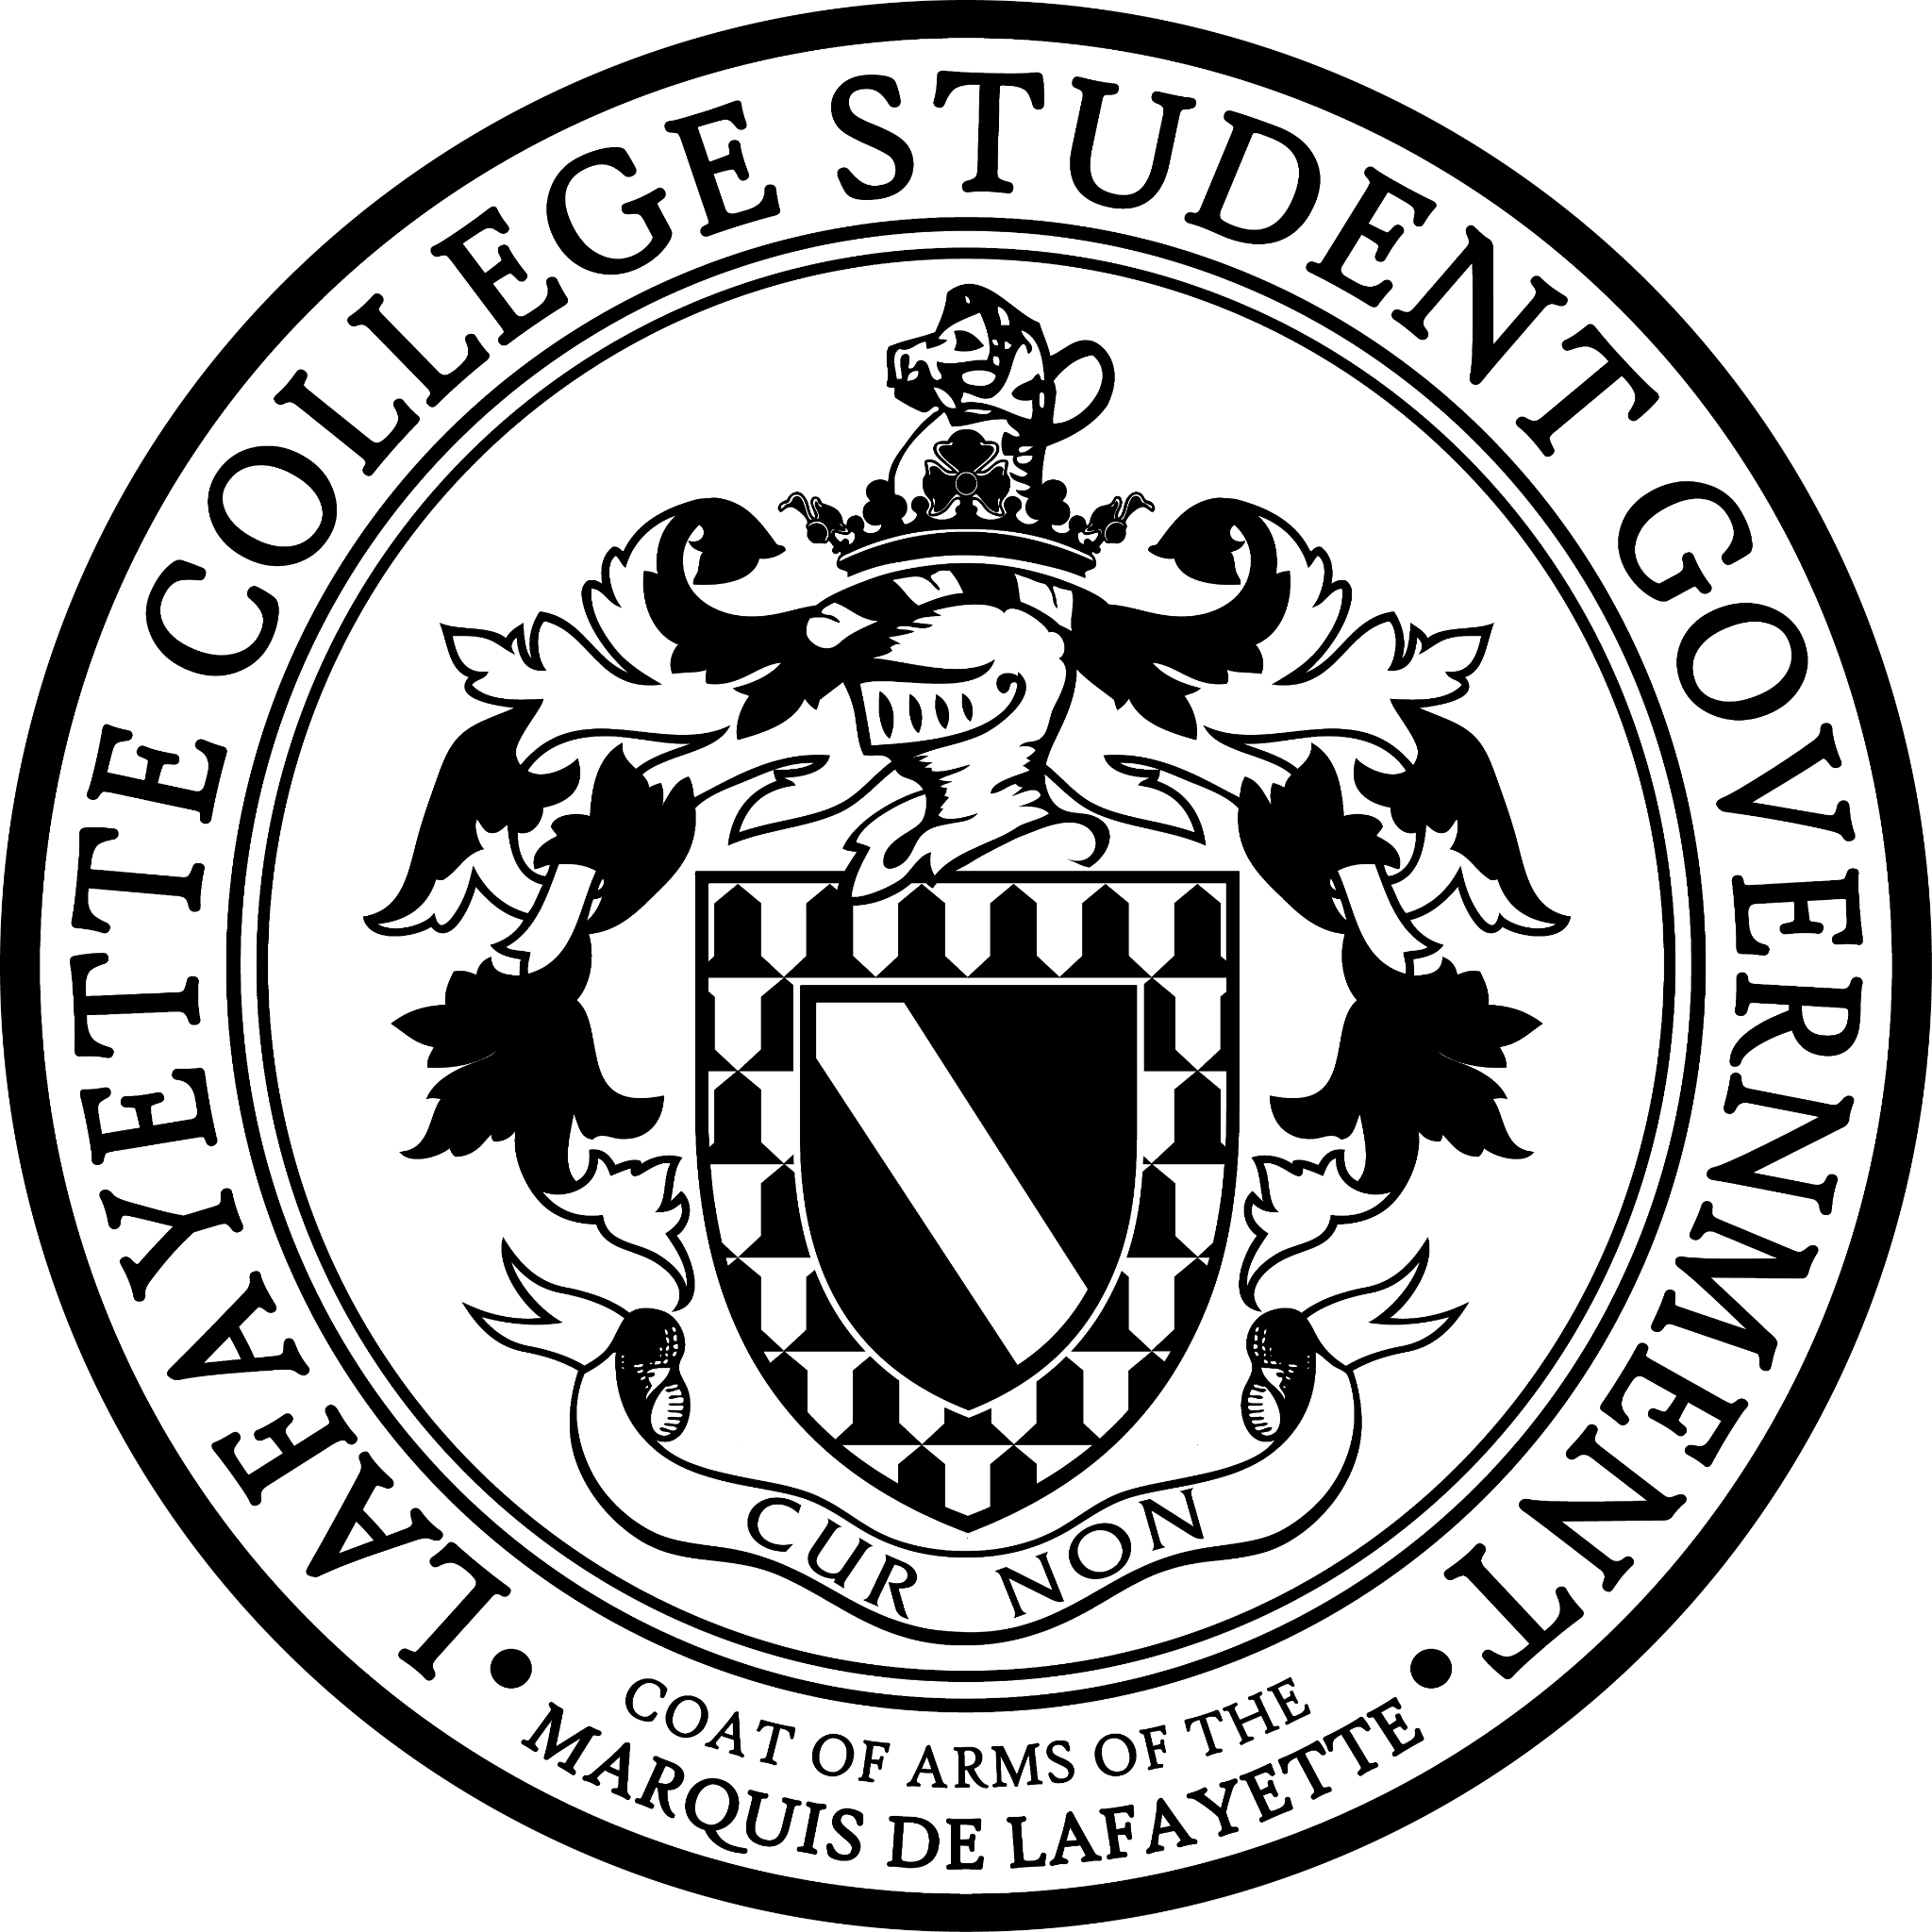 LAFAYETTE COLLEGE STUDENT GOVERNMENT
CUR NON
COAT OF ARMS OF THE
MARQUIS DE LAFAYETTE